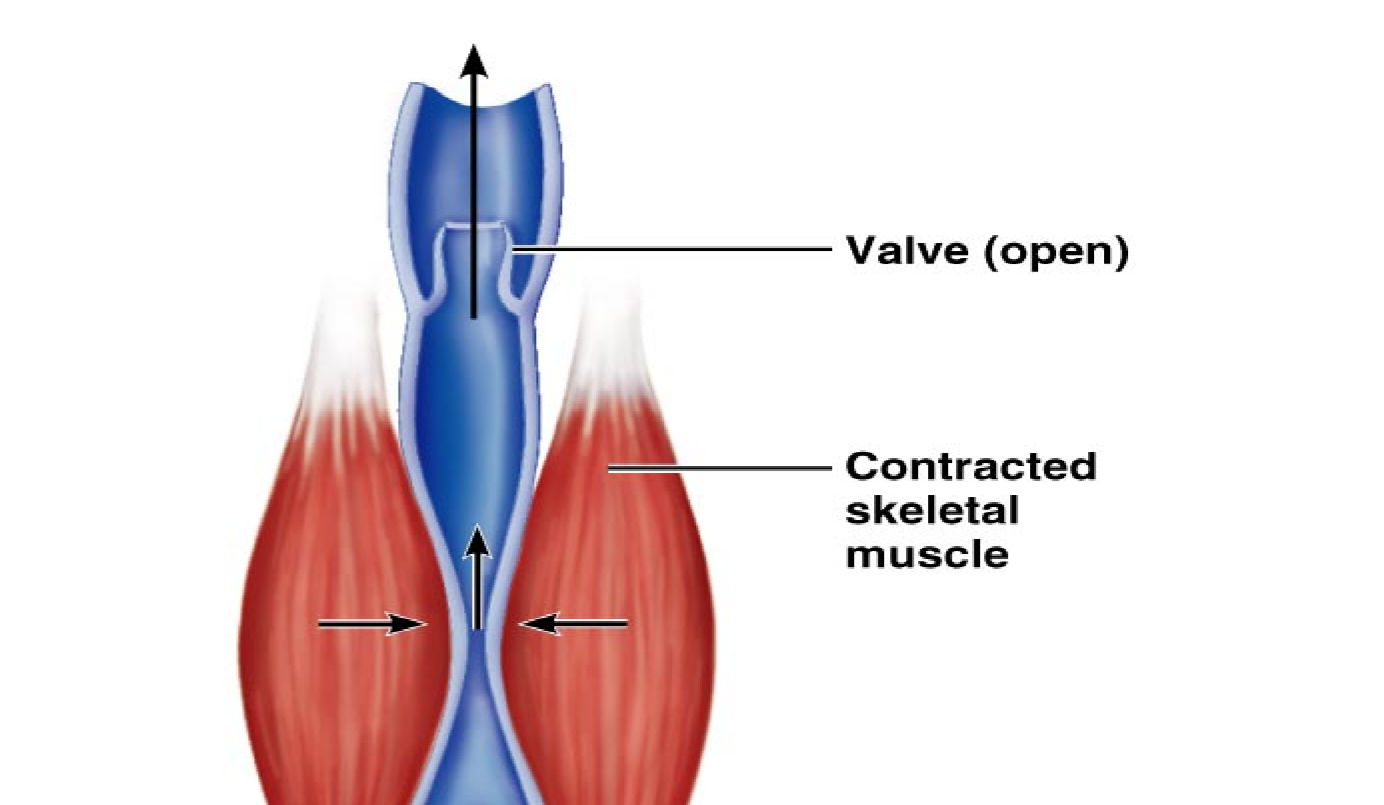 Valve (open)
Contracted
skeletal
muscle